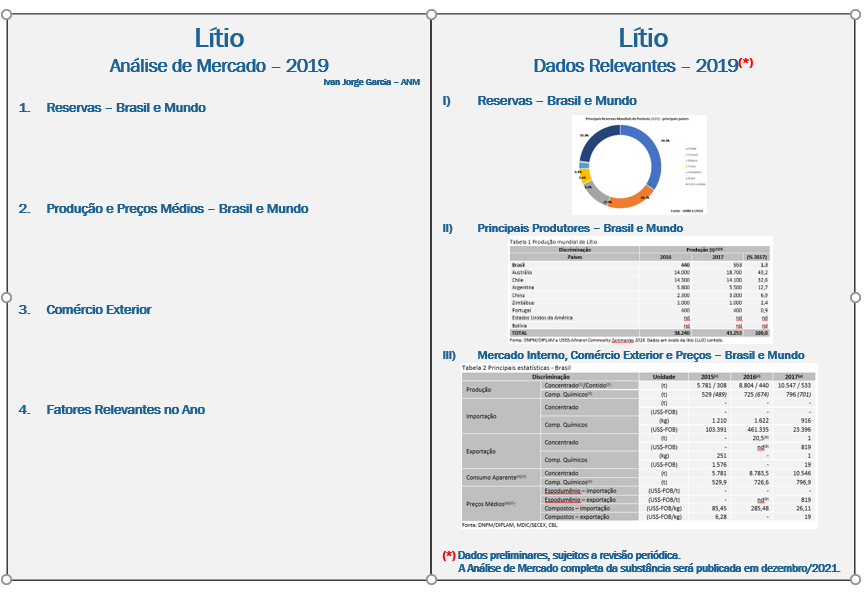 Lítio
Análise de Mercado – 2019
Ivan Jorge Garcia – ANM
1. Reservas – Brasil e Mundo
2. Produção e Preços Médios – Brasil e Mundo
3. Comércio Exterior
4. Fatores Relevantes no Ano
Lítio
Dados Relevantes – 2019(*)
I) Reservas – Brasil e Mundo
Principais Reservas Mundiais de Potássio (K2O) - principais países
Fonte - ANM e USGS
II) Principais Produtores – Brasil e Mundo
Tabela 1 Produção mundial de Lítio
Discriminação Produção (t)
Países 2016 2017 (% 2017)
Brasil 440 553 1,3
Austrália 14.000 18.700 43,2
Chile 14.300 14.100 32,6
Argentina 5.800 5.500 12,7
China 2.300 3.000 6,9
Zimbábue 1.000 1.000 2,4
Portugal 400 400 0,9
Estados Unidos da América nd nd nd
Bolívia nd nd nd
TOTAL 38.240 43.253 100,0
Fonte: DNPM/DIPLAM e USGS Mineral Commodity Summaries 2018. Dados em óxido de lítio (Li2O) contido.
III) Mercado Interno, Comércio Exterior e Preços – Brasil e Mundo
Tabela 2 Principais estatísticas - Brasil
Discriminação Unidade 2015(r) 2016(r) 2017(p)
Produção Concentrado(1)/Contido(2) (t) 5.781 / 308 8.804 / 440 10.547 / 533
Comp. Químicos(3) (t) 529 (489) 725 (674) 796 (701)
Importação Concentrado (t) - - -
(US$-FOB) - - -
Comp. Químicos (kg) 1.210 1.622 916
(US$-FOB) 103.391 461.335 23.396
Exportação Concentrado (t) - 20,5(4) 1
(US$-FOB) - nd(4) 819
Comp. Químicos (kg) 251 - 1
(US$-FOB) 1.576 - 19
Consumo Aparente(6)(7) Concentrado (t) 5.781 8.783,5 10.546
Comp. Químicos(5) (t) 529,9 726,6 796,9
Preços Médios(6)(7): Espodumênio – importação (US$-FOB/t) - - -
Espodumênio – exportação (US$-FOB/t) - nd(4) 819
Compostos – importação (US$-FOB/kg) 85,45 285,48 26,11
Compostos – exportação (US$-FOB/kg) 6,28 - 19
Fonte: DNPM/DIPLAM, MDIC/SECEX, CBL.
(*) Dados preliminares, sujeitos a revisão periódica.
A Análise de Mercado completa da substância será publicada em dezembro/2021.